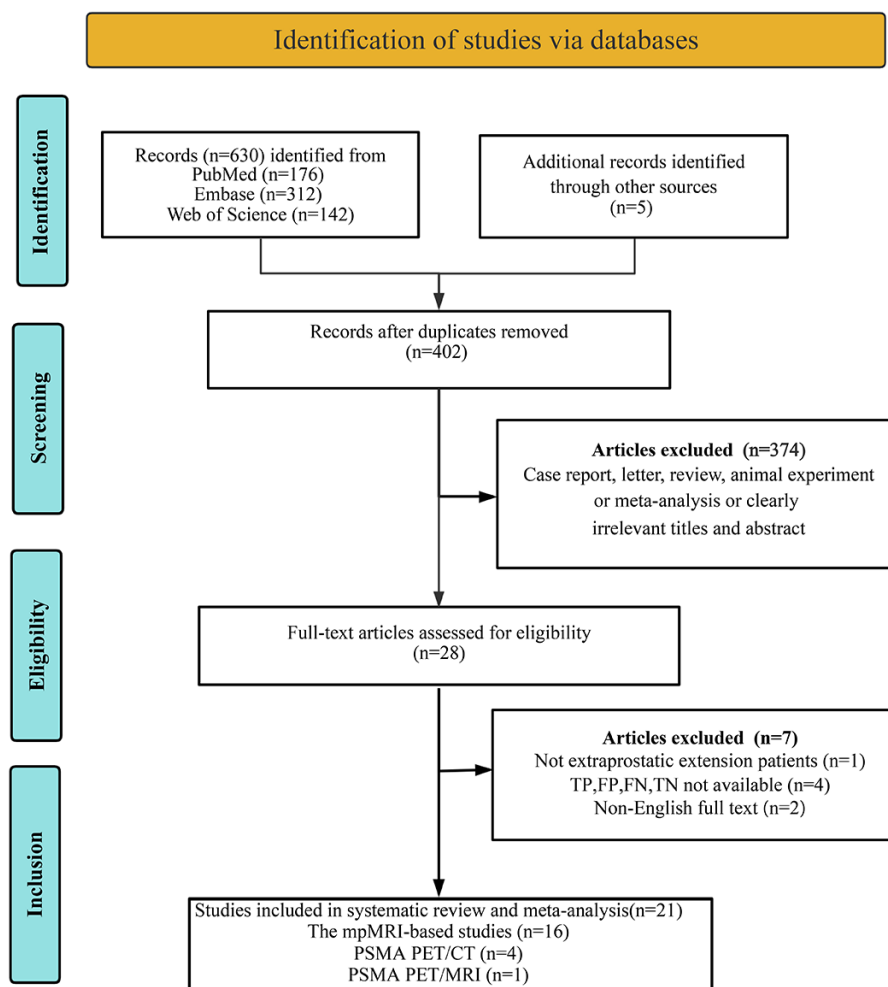 Identification of studies via databases
Identification
Records (n=630) identified from
PubMed (n=176)
Embase (n=312)
Web of Science (n=142)
Additional records identified
through other sources
(n=5)
Screening
Records after duplicates removed
(n=402)
Articles excluded (n=374)
Case report, letter, review, animal experiment
or meta-analysis or clearly
irrelevant titles and abstract
Eligibility
Full-text articles assessed for eligibility
(n=28)
Articles excluded (n=7)
Not extraprostatic extension patients (n=1)
TP,FP,FN,TN not available (n=4)
Non-English full text (n=2)
Inclusion
Studies included in systematic review and meta-analysis(n=21)
The mpMRI-based studies (n=16)
PSMA PET/CT (n=4)
PSMA PET/MRI (n=1)